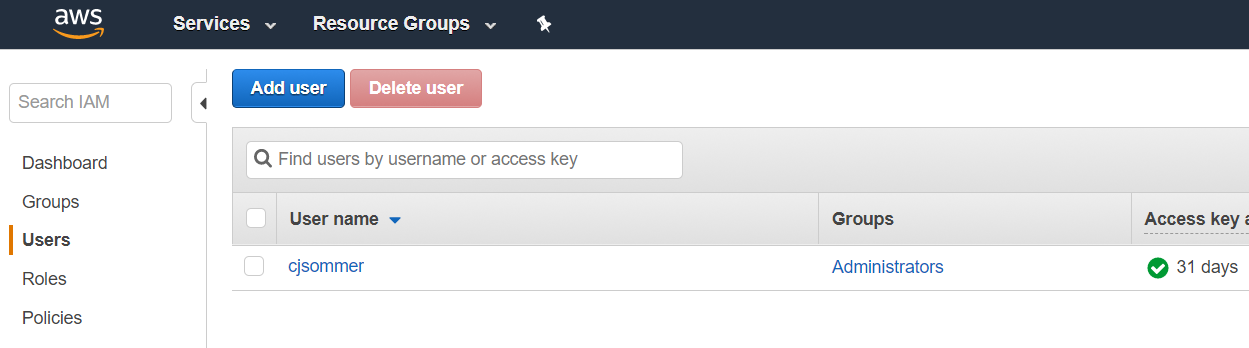 aws
Services
Resource Groups
Search IAM
Dashboard
Groups
Users
Roles
Policies
Add user
Delete user
Find users by username or access key
User name
Groups
Access key a
cjsommer
Administrators
31 days